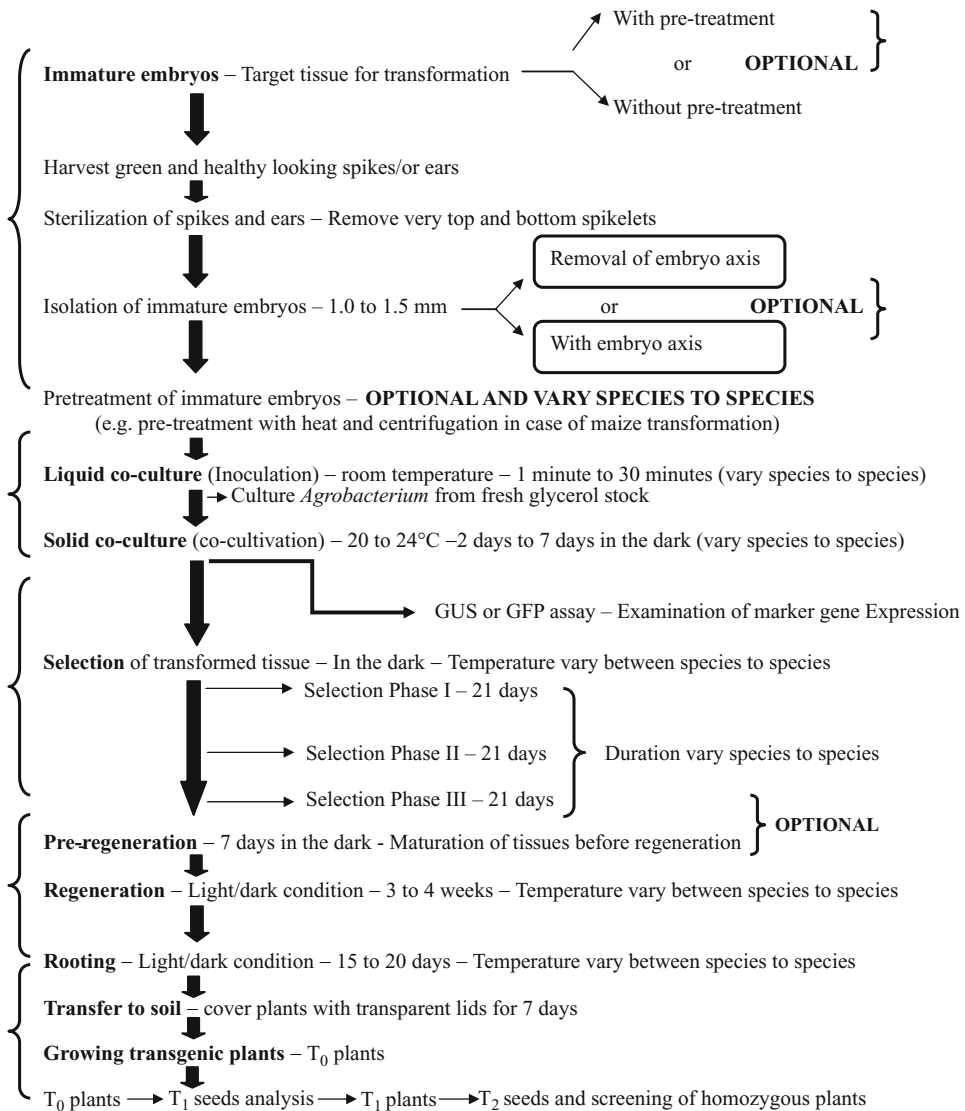 With pre-treatment
or OPTIONAL
Immature embryos – Target tissue for transformation
Without pre-treatment
Harvest green and healthy looking spikes/or ears
Sterilization of spikes and ears – Remove very top and bottom spikelets
Removal of embryo axis
Isolation of immature embryos – 1.0 to 1.5 mm or OPTIONAL
With embryo axis
Pretreatment of immature embryos – OPTIONAL AND VARY SPECIES TO SPECIES
(e.g. pre-treatment with heat and centrifugation in case of maize transformation)
Liquid co-culture (Inoculation) – room temperature – 1 minute to 30 minutes (vary species to species)
Culture Agrobacterium from fresh glycerol stock
Solid co-culture (co-cultivation) – 20 to 24°C –2 days to 7 days in the dark (vary species to species)
GUS or GFP assay – Examination of marker gene Expression
Selection of transformed tissue – In the dark – Temperature vary between species to species
Selection Phase I – 21 days
Selection Phase II – 21 days Duration vary species to species
Selection Phase III – 21 days
OPTIONAL
Pre-regeneration – 7 days in the dark - Maturation of tissues before regeneration
Regeneration – Light/dark condition – 3 to 4 weeks – Temperature vary between species to species
Rooting – Light/dark condition – 15 to 20 days – Temperature vary between species to species
Transfer to soil – cover plants with transparent lids for 7 days
Growing transgenic plants – T0 plants
T0 plants T1 seeds analysis T1 plants T2 seeds and screening of homozygous plants